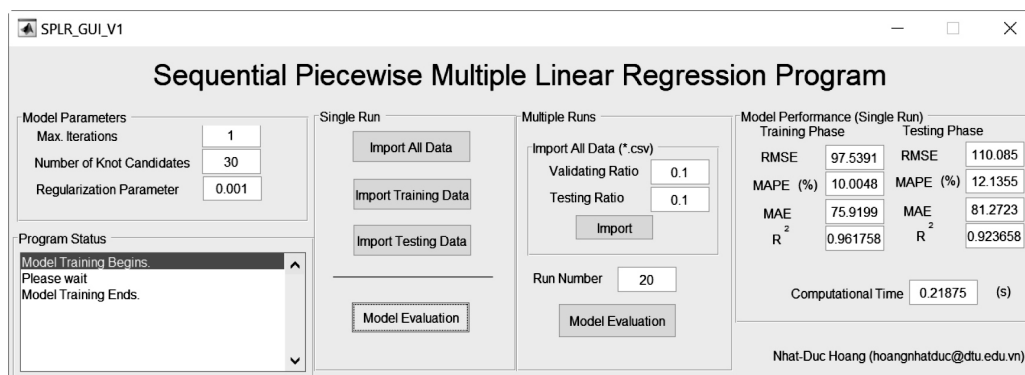 SPLR_GUI_V1
Sequential Piecewise Multiple Linear Regression Program
Model Parameters
Max. Iterations 1
Number of Knot Candidates 30
Regularization Parameter 0.001
Program Status
Model Training Begins.
Please wait
Model Training Ends.
Single Run
Import All Data
Import Training Data
Import Testing Data
Model Evaluation
Multiple Runs
Import All Data (*.csv)
Validating Ratio 0.1
Testing Ratio 0.1
Import
Run Number 20
Model Evaluation
Model Performance (Single Run)
Training Phase Testing Phase
RMSE 97.5391 RMSE 110.085
MAPE (%) 10.0048 MAPE (%) 12.1355
MAE 75.9199 MAE 81.2723
R² 0.961758 R² 0.923658
Computational Time 0.21875 (s)
Nhat-Duc Hoang (hoangnhatduc@dtu.edu.vn)